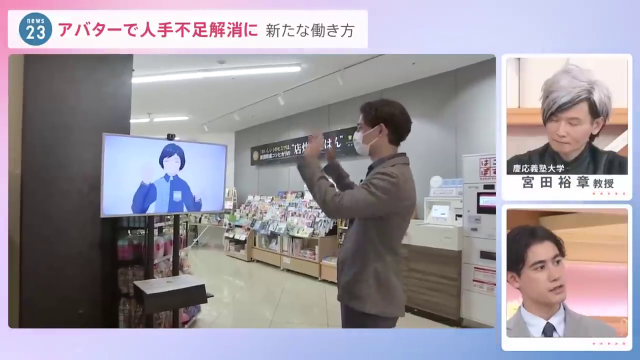 news
23
アバターで人手不足解消に 新たな働き方
慶応義塾大学
宮田裕章 教授